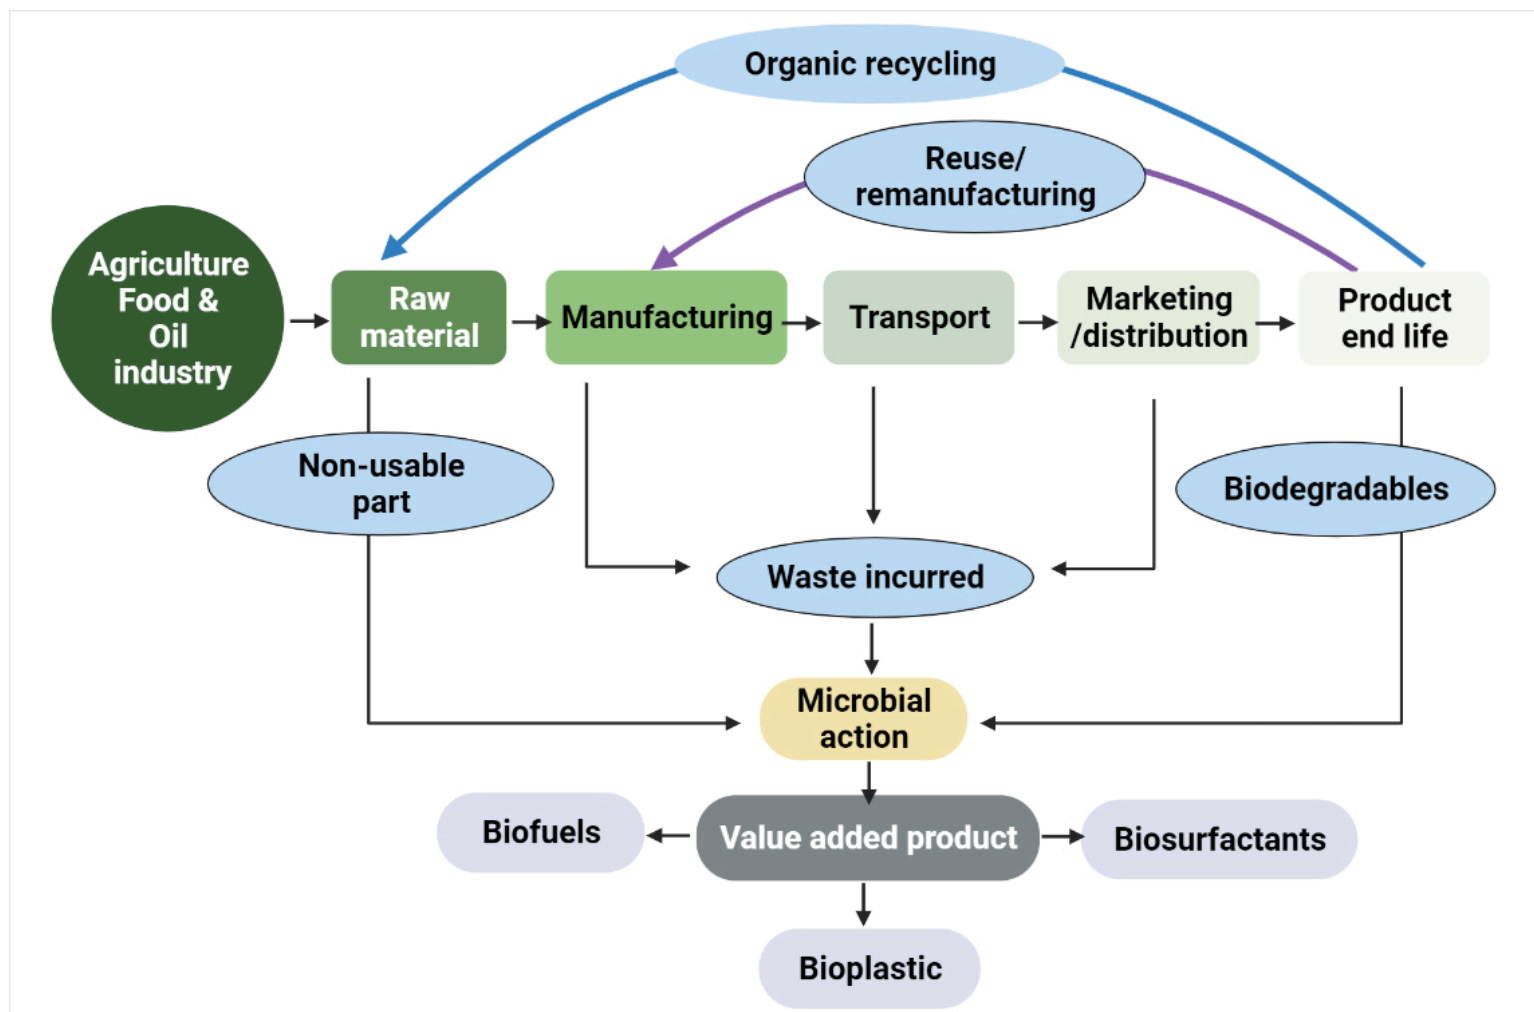 Organic recycling
Reuse/
remanufacturing
Agriculture
Food &
Oil
industry
Raw
material
Manufacturing
Transport
Marketing
/distribution
Product
end life
Non-usable
part
Biodegradables
Waste incurred
Microbial
action
Biofuels
Value added product
Biosurfactants
Bioplastic